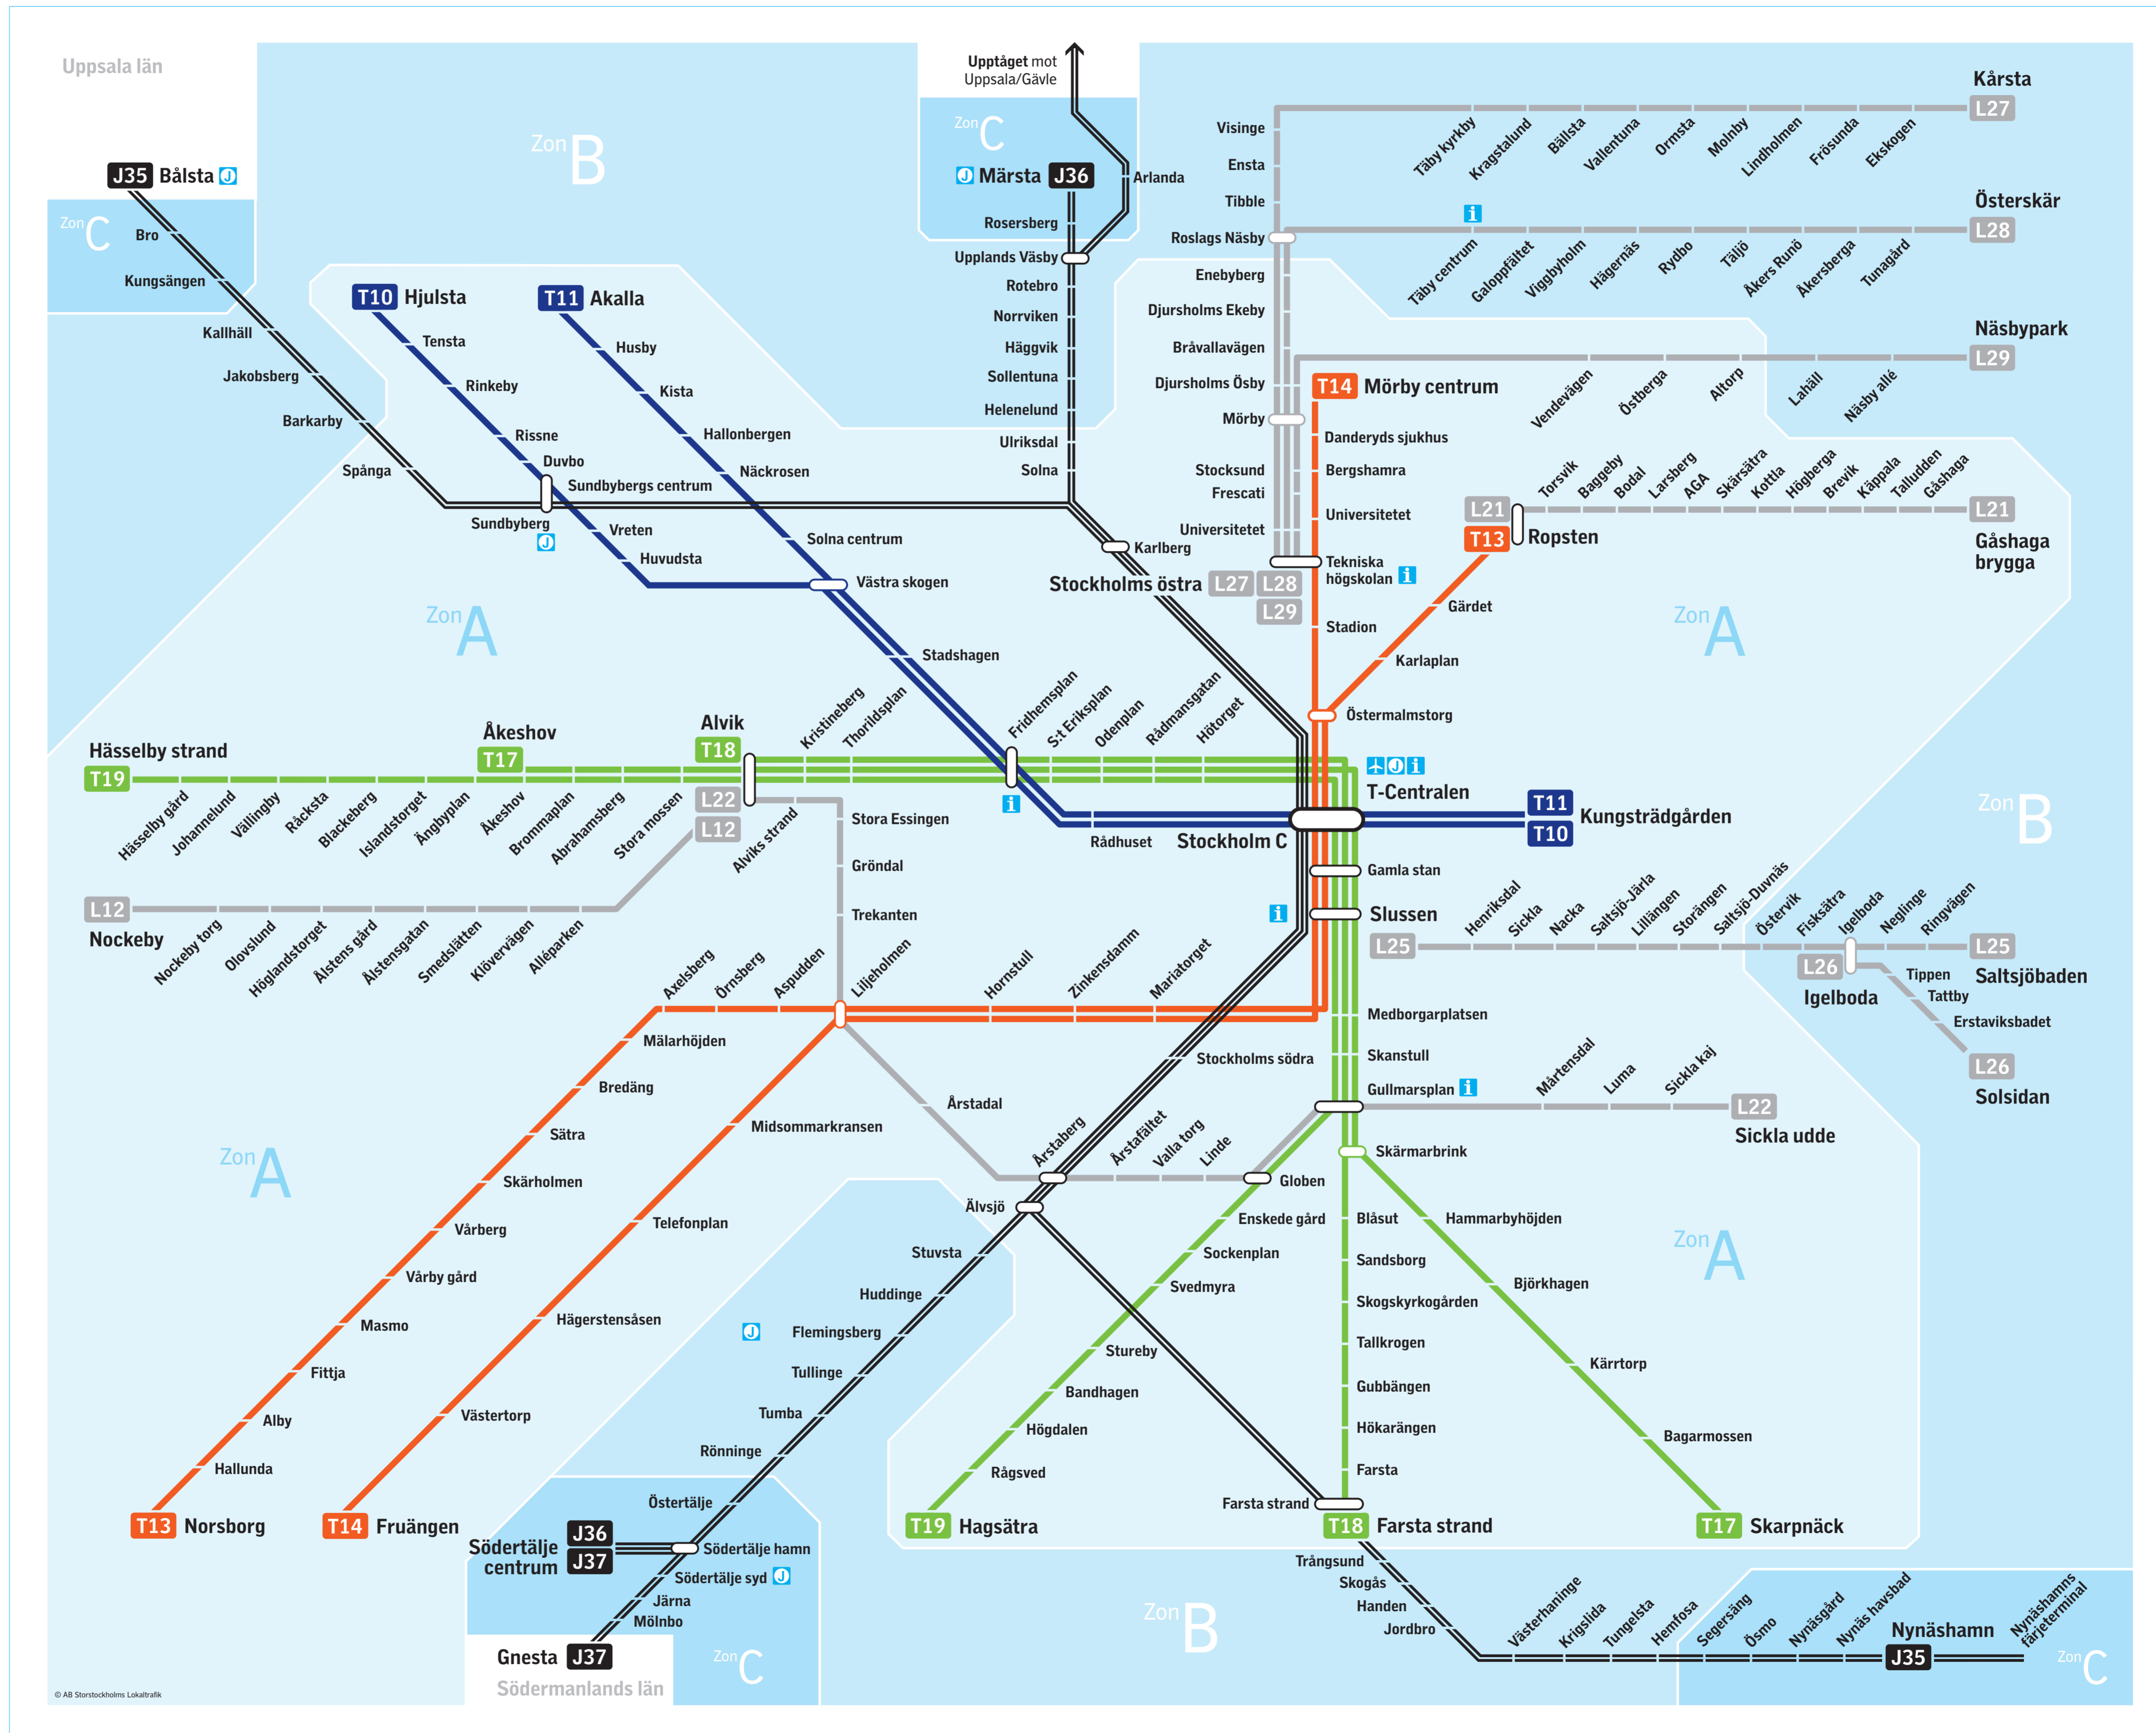 Uppsala län
Upptåget mot
Uppsala/Gävle
Zon B
Zon C
Märsta J36
Arlanda
Rosersberg
Upplands Väsby
Rotebro
Norrviken
Häggvik
Sollentuna
Helenelund
Ulriksdal
Solna
Karlberg
J35 Bålsta
Zon C
Bro
Kungsängen
Kallhäll
Jakobsberg
Barkarby
Spånga
Sundbyberg
T10 Hjulsta
Tensta
Rinkeby
Rissne
Duvbo
Sundbybergs centrum
Vreten
Huvudsta
T11 Akalla
Husby
Kista
Hallonbergen
Näckrosen
Solna centrum
Västra skogen
Stadshagen
Visinge
Ensta
Tibble
Roslags Näsby
Enebyberg
Djursholms Ekeby
Bråvallavägen
Djursholms Ösby
Mörby
Stocksund
Frescati
Universitetet
Stockholms östra L27 L28
L29
Täby kyrkby
Kragstalund
Bällsta
Vallentuna
Ormsta
Molnby
Lindholmen
Frösunda
Ekskogen
Kårsta
L27
Täby centrum
Galoppfältet
Viggbyholm
Hägernäs
Rydbo
Täljö
Åkers Runö
Åkersberga
Tunagård
Österskär
L28
Vendevägen
Östberga
Altorp
Lahäll
Näsby allé
Näsbypark
L29
T14 Mörby centrum
Danderyds sjukhus
Bergshamra
Universitetet
Tekniska
högskolan
Stadion
Östermalmstorg
L21
T13
Ropsten
Gärdet
Karlaplan
Torsvik
Baggeby
Bodal
Larsberg
AGA
Skärsätra
Kottla
Högberga
Brevik
Käppala
Talludden
Gåshaga
L21
Gåshaga
brygga
Zon A
Zon A
Hässelby strand
T19
Hässelby gård
Johannelund
Vällingby
Råcksta
Blackeberg
Islandstorget
Ängbyplan
Åkeshov
T17
Åkeshov
Brommaplan
Abrahamsberg
Stora mossen
Alvik
T18
L22
L12
Kristineberg
Thorildsplan
Fridhemsplan
S:t Eriksplan
Odenplan
Rådmansgatan
Hötorget
T-Centralen
Rådhuset
Stockholm C
T11
T10
Kungsträdgården
Zon B
Gamla stan
Slussen
L12
Nockeby
Nockeby torg
Olovslund
Höglandstorget
Ålstens gård
Ålstensgatan
Smedslätten
Klövervägen
Alléparken
Alviks strand
Stora Essingen
Gröndal
Trekanten
Liljeholmen
Axelsberg
Örnsberg
Aspudden
Hornstull
Zinkensdamm
Mariatorget
L25
Henriksdal
Sickla
Nacka
Saltsjö-Järla
Lillängen
Storängen
Saltsjö-Duvnäs
Östervik
Fisksätra
Igelboda
Neglinge
Ringvägen
L25
Saltsjöbaden
L26
Igelboda
Tippen
Tattby
Erstaviksbadet
L26
Solsidan
Medborgarplatsen
Skanstull
Gullmarsplan
Mårtensdal
Luma
Sickla kaj
L22
Sickla udde
Skärmarbrink
Mälarhöjden
Bredäng
Sätra
Skärholmen
Vårberg
Vårby gård
Masmo
Fittja
Alby
Hallunda
T13 Norsborg
Zon A
Midsommarkransen
Telefonplan
Hägerstensåsen
Västertorp
T14 Fruängen
Årstadal
Årstaberg
Årstafältet
Valla torg
Linde
Globen
Stockholms södra
Älvsjö
Stuvsta
Huddinge
Flemingsberg
Tullinge
Tumba
Rönninge
Östertälje
Södertälje
centrum
J36
J37
Södertälje hamn
Södertälje syd
Järna
Mölnbo
Gnesta J37
Södermanlands län
Zon C
Enskede gård
Sockenplan
Svedmyra
Stureby
Bandhagen
Högdalen
Rågsved
T19 Hagsätra
Blåsut
Sandsborg
Skogskyrkogården
Tallkrogen
Gubbängen
Hökarängen
Farsta
Farsta strand
T18 Farsta strand
Hammarbyhöjden
Björkhagen
Kärrtorp
Bagarmossen
T17 Skarpnäck
Zon A
Zon B
Trångsund
Skogås
Handen
Jordbro
Västerhaninge
Krigslida
Tungelsta
Hemfosa
Segersäng
Ösmo
Nynäsgård
Nynäs havsbad
Nynäshamn
J35
Nynäshamns
färjeterminal
Zon C
© AB Storstockholms Lokaltrafik